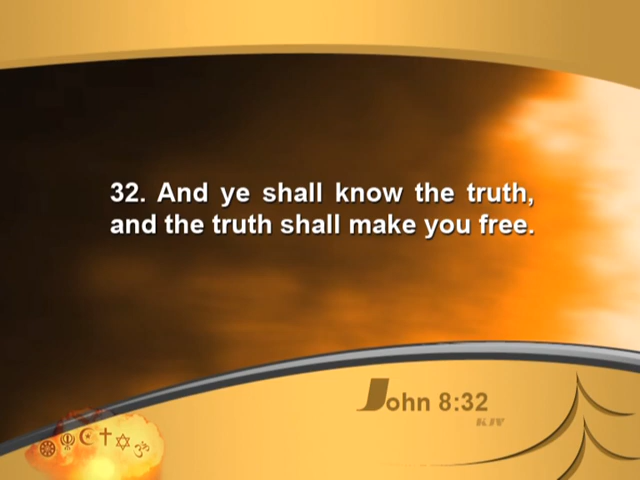 32. And ye shall know the truth,
and the truth shall make you free.
John 8:32
KJV